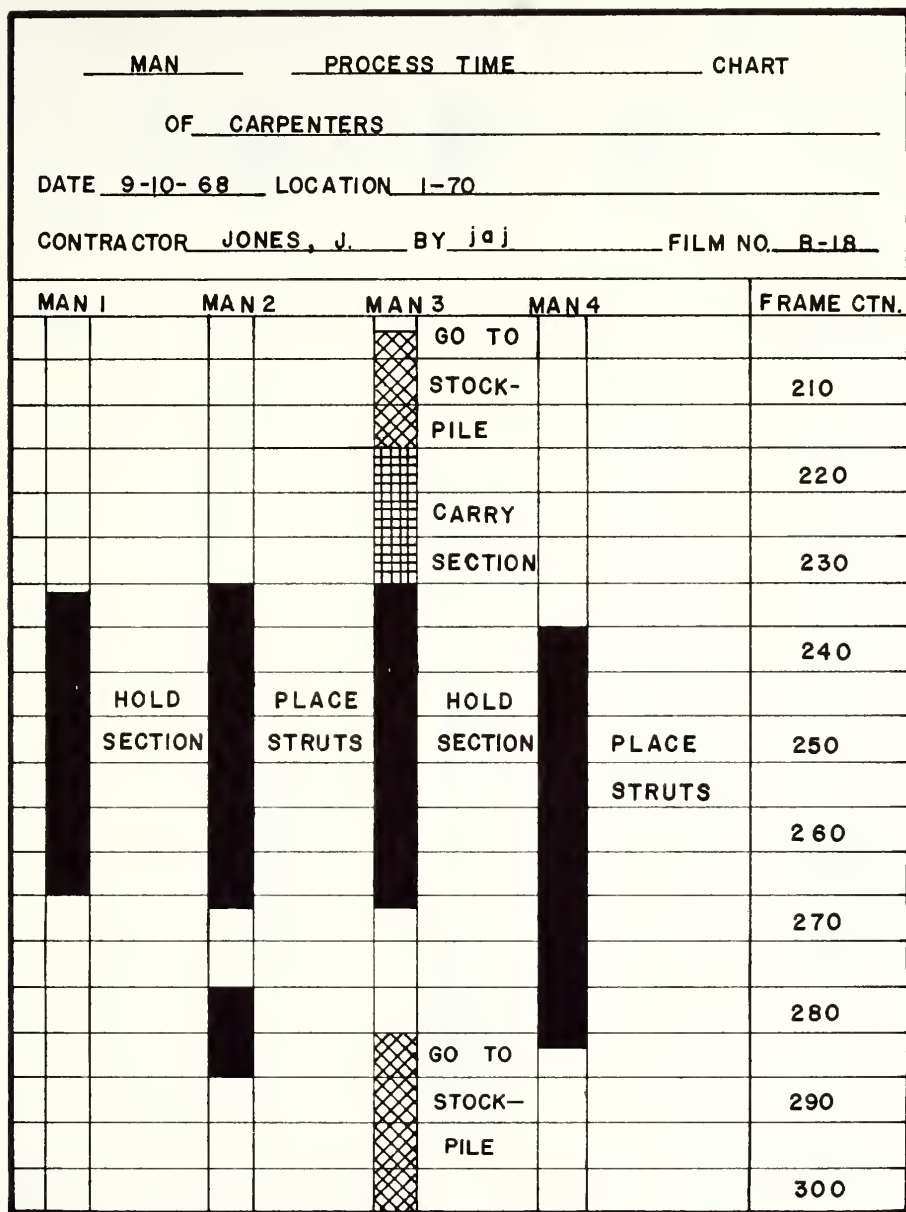 MAN PROCESS TIME CHART
OF CARPENTERS
DATE 9-10-68 LOCATION I-70
CONTRACTOR JONES, J. BY jaj FILM NO. B-18
MAN 1 MAN 2 MAN 3 MAN 4 FRAME CTN.
GO TO
STOCK- 210
PILE
220
CARRY
SECTION 230
240
HOLD PLACE HOLD
SECTION STRUTS SECTION PLACE 250
STRUTS
260
270
280
GO TO
STOCK— 290
PILE
300